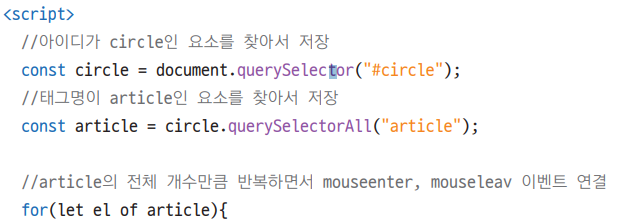 <script>
//아이디가 circle인 요소를 찾아서 저장
const circle = document.querySelector("#circle");
//태그명이 article인 요소를 찾아서 저장
const article = circle.querySelectorAll("article");
//article의 전체 개수만큼 반복하면서 mouseenter, mouseleav 이벤트 연결
for(let el of article){